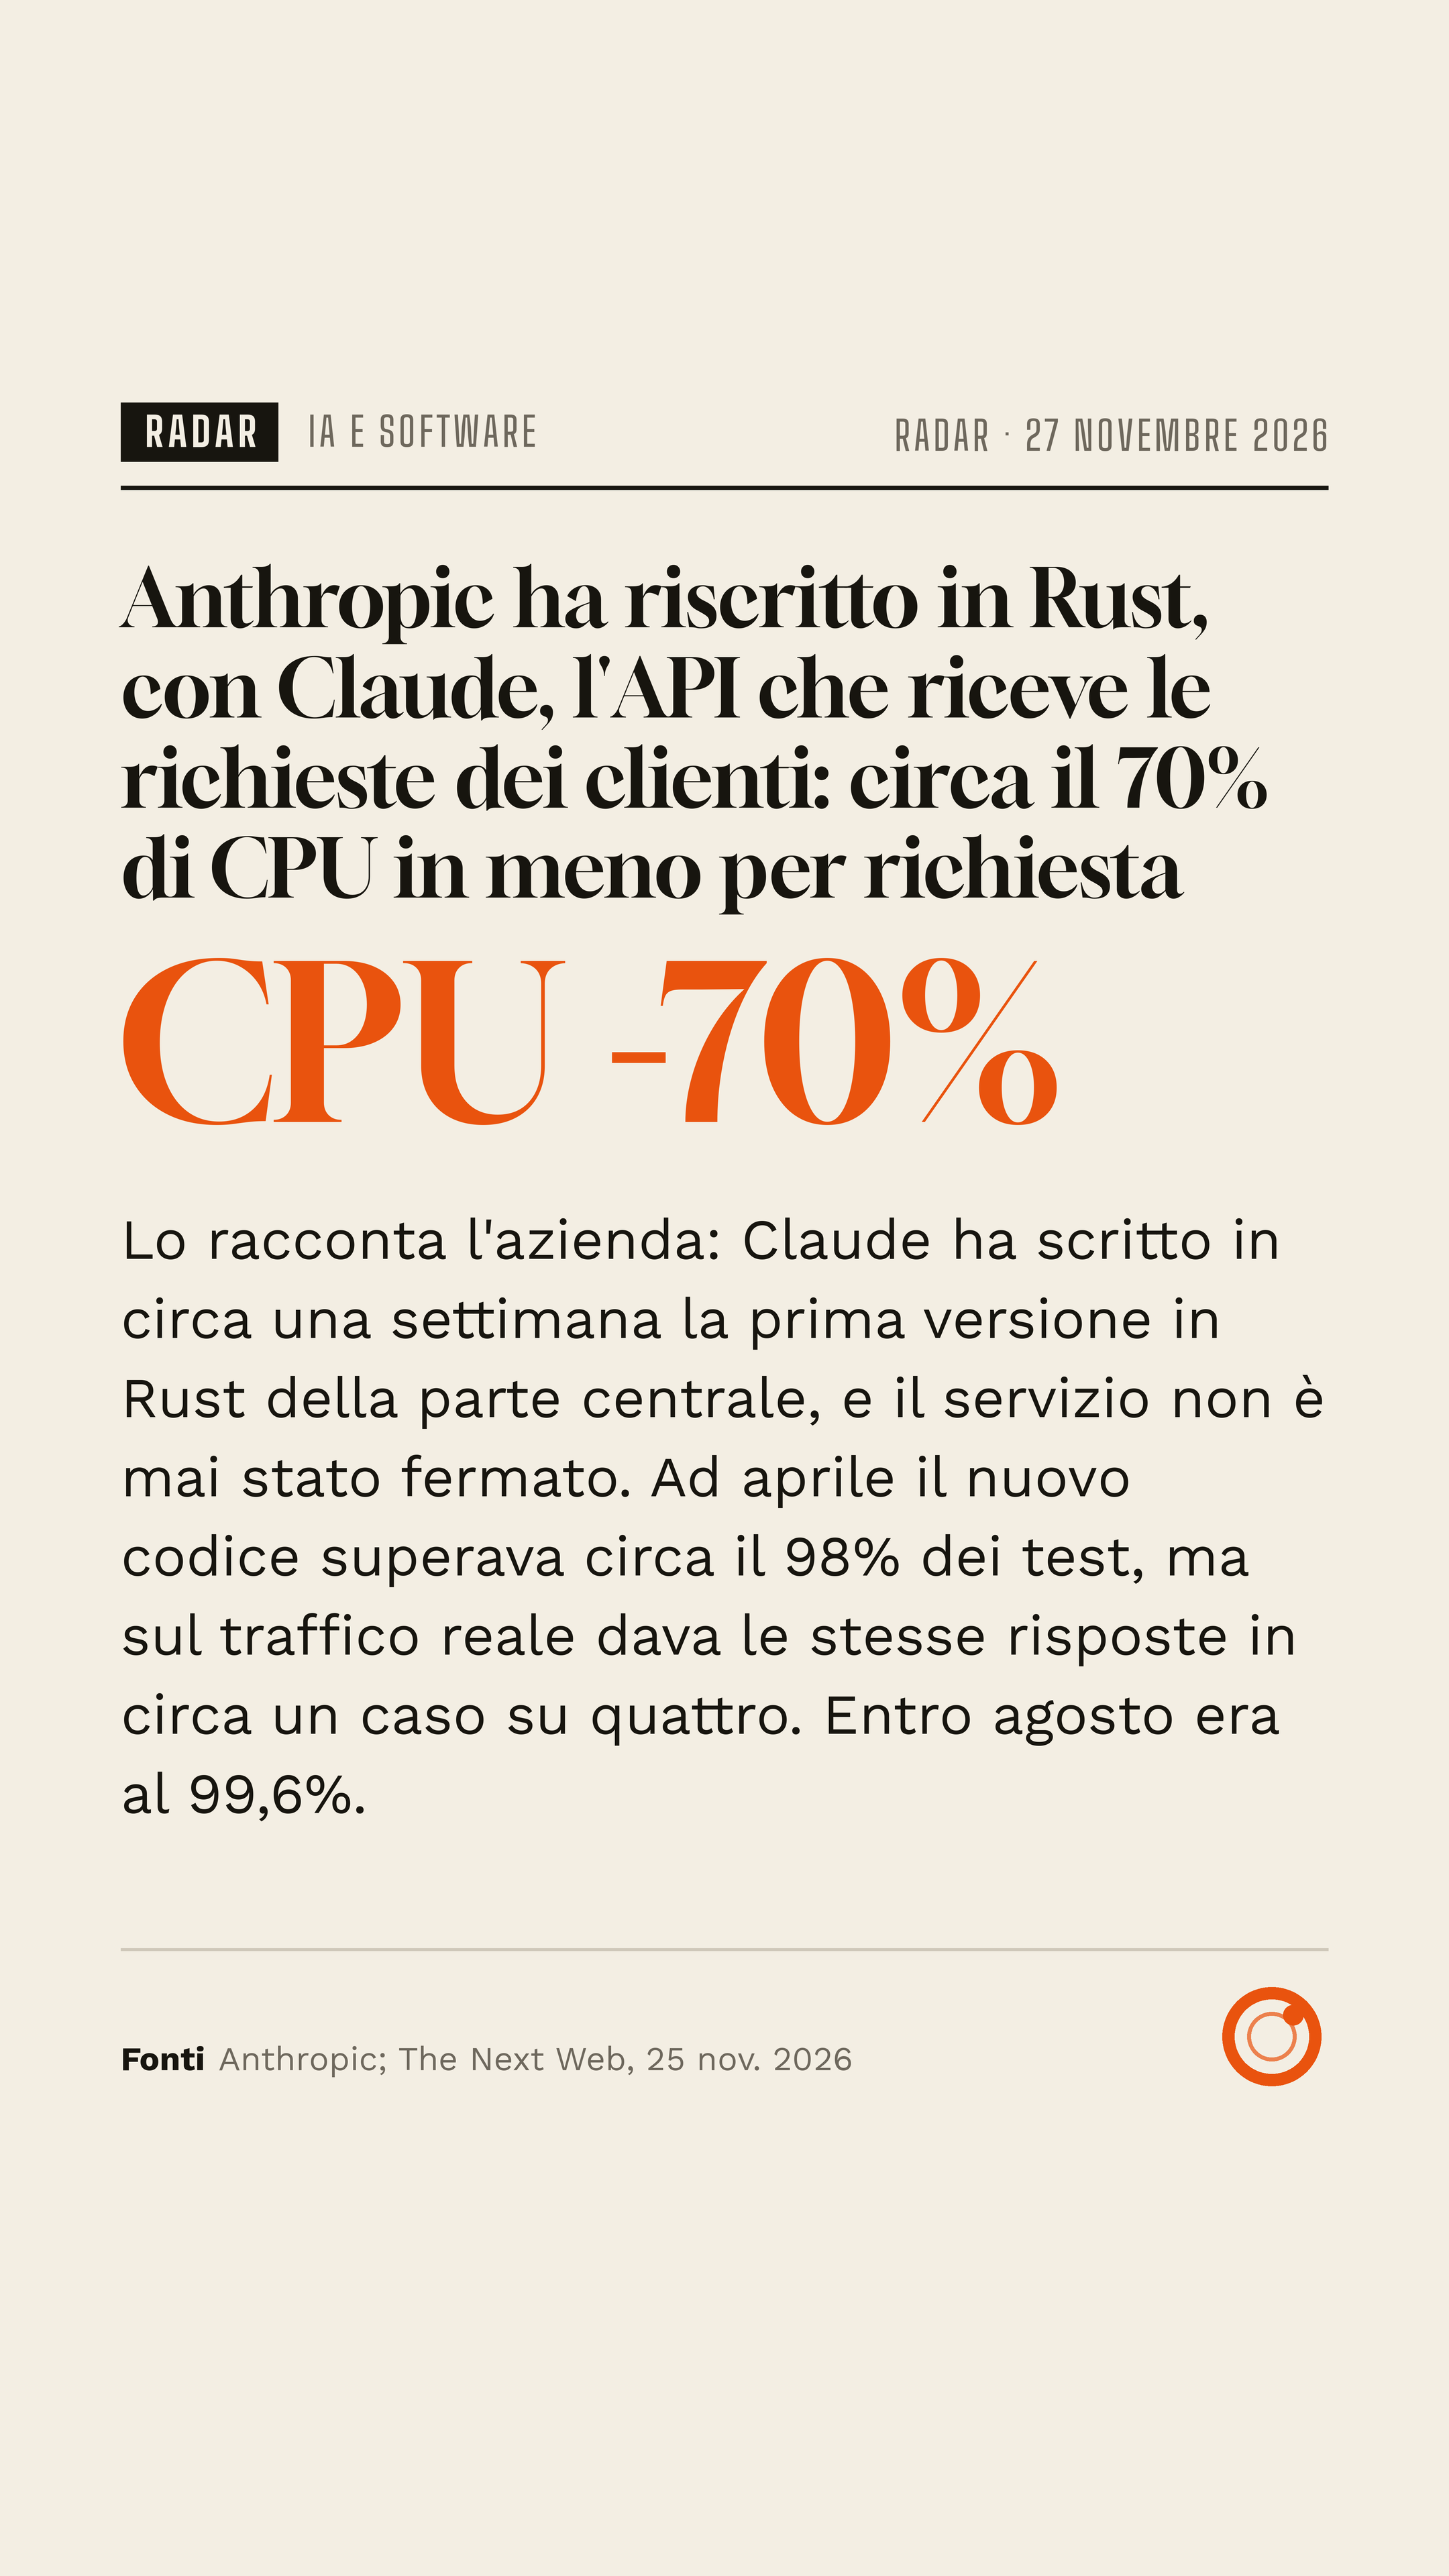 RADAR IA E SOFTWARE RADAR · 27 NOVEMBRE 2026
Anthropic ha riscritto in Rust,
con Claude, l'API che riceve le
richieste dei clienti: circa il 70%
di CPU in meno per richiesta
CPU -70%
Lo racconta l'azienda: Claude ha scritto in
circa una settimana la prima versione in
Rust della parte centrale, e il servizio non è
mai stato fermato. Ad aprile il nuovo
codice superava circa il 98% dei test, ma
sul traffico reale dava le stesse risposte in
circa un caso su quattro. Entro agosto era
al 99,6%.
Fonti Anthropic; The Next Web, 25 nov. 2026